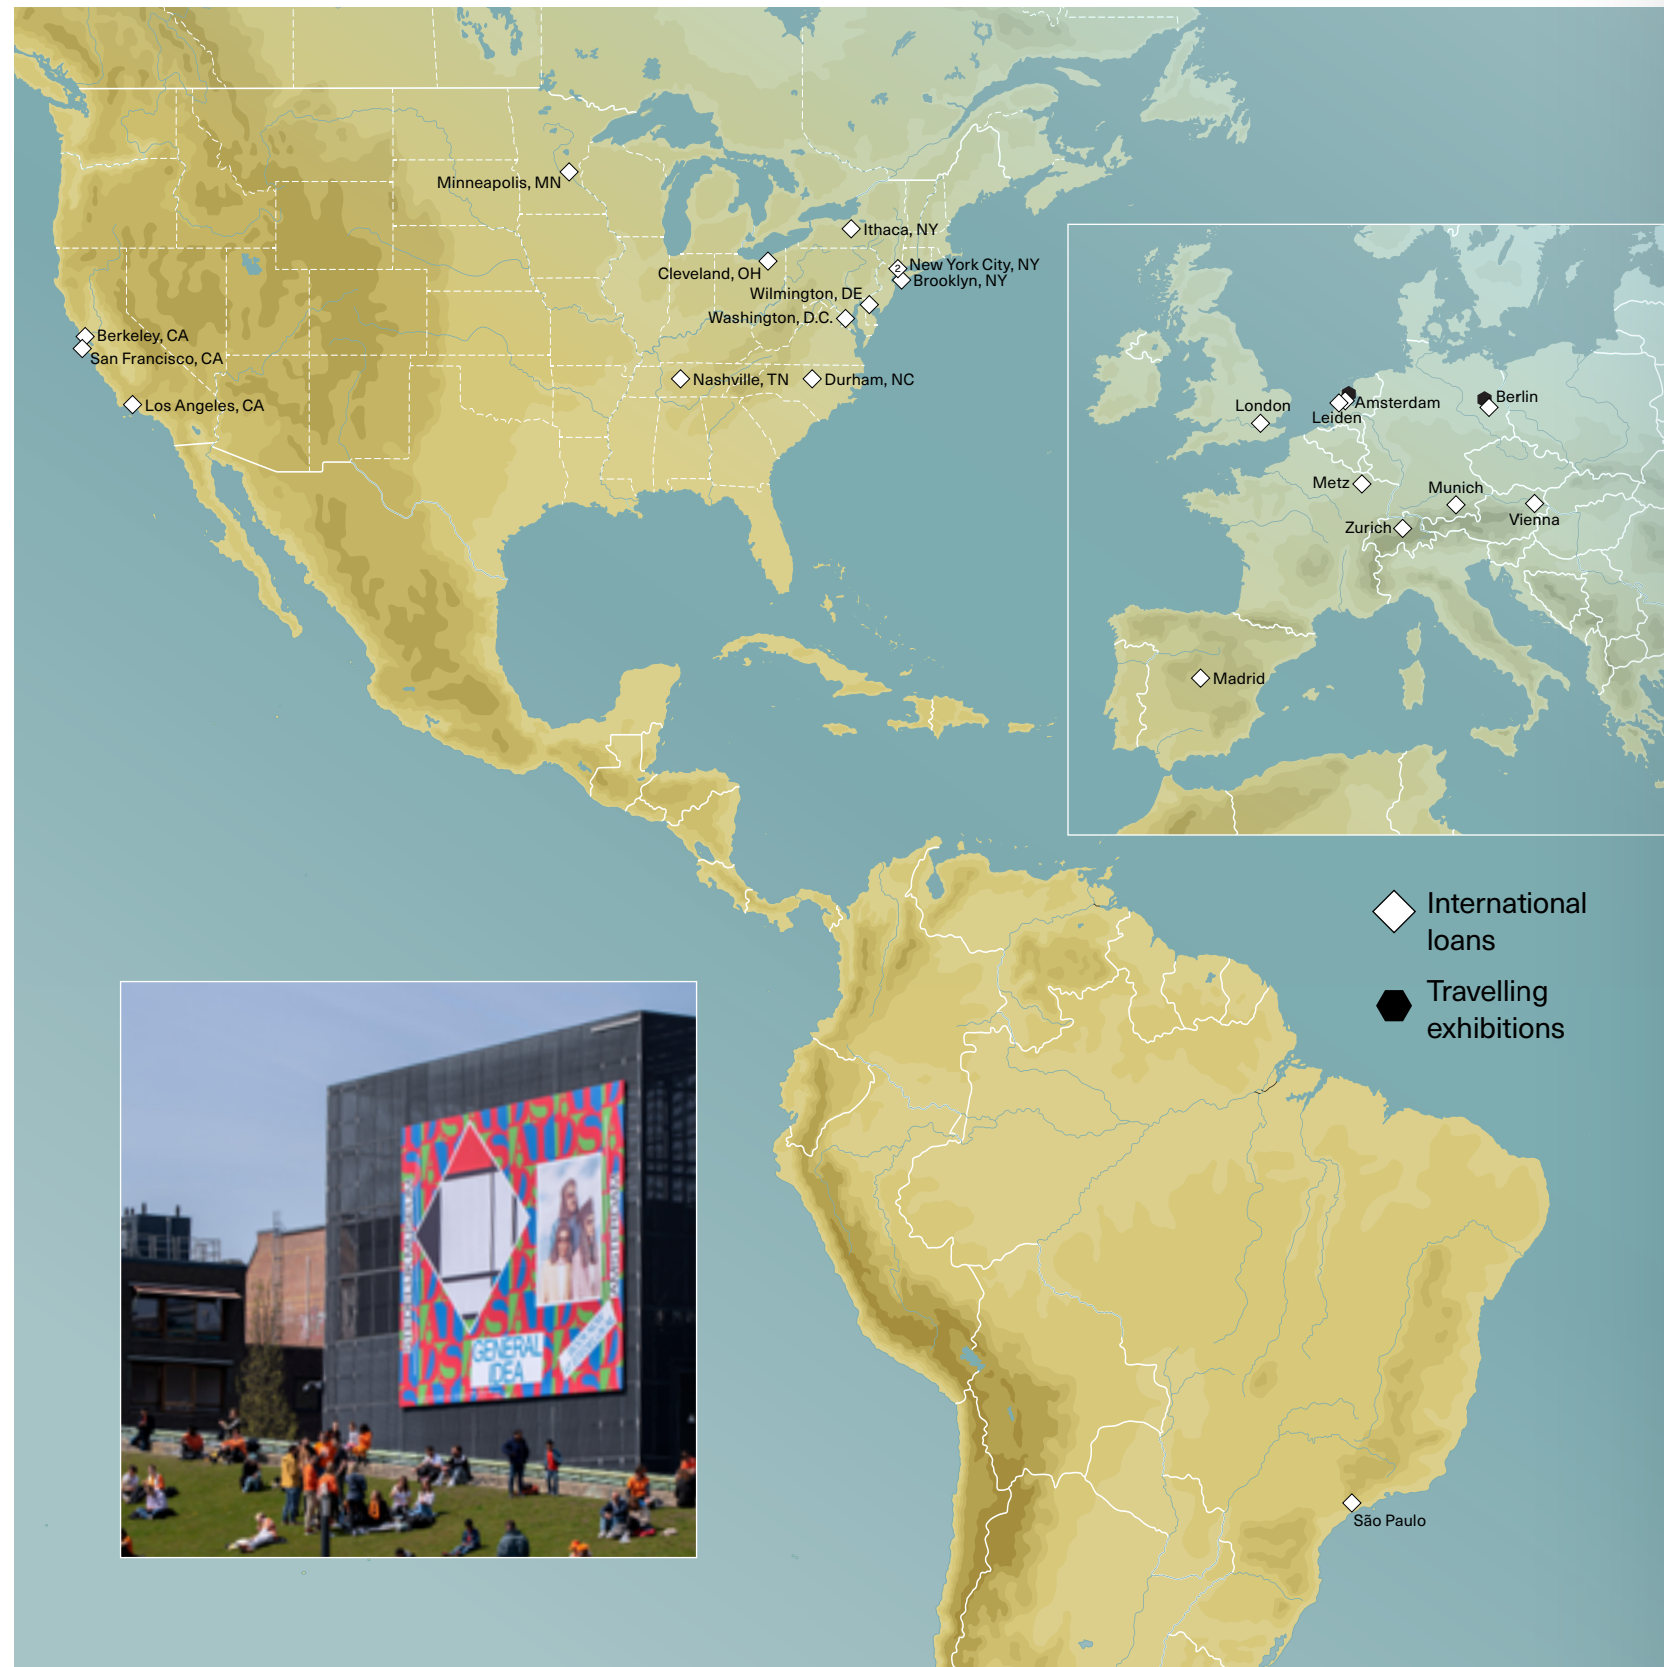 Minneapolis, MN
Ithaca, NY
Cleveland, OH
2
New York City, NY
Brooklyn, NY
Wilmington, DE
Washington, D.C.
Berkeley, CA
San Francisco, CA
Nashville, TN
Durham, NC
Los Angeles, CA
London
Amsterdam
Leiden
Berlin
Metz
Munich
Vienna
Zurich
Madrid
International
loans
Travelling
exhibitions
GENERAL
IDEA
São Paulo